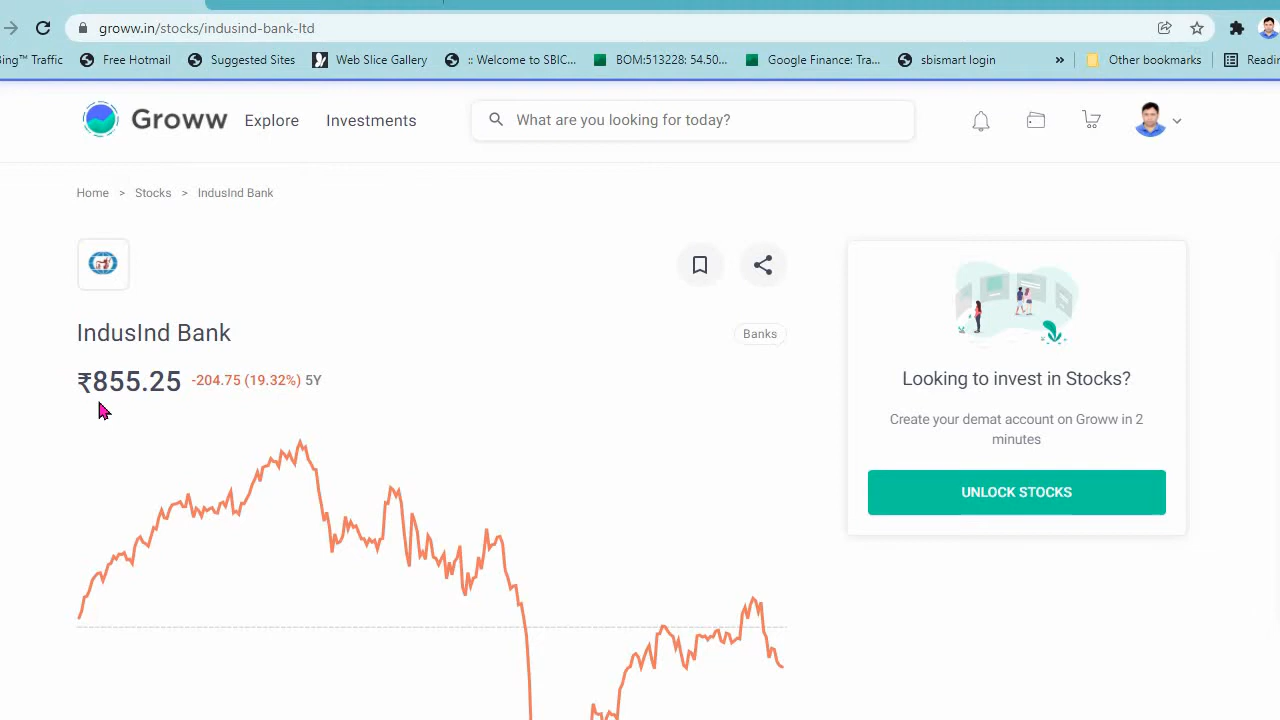 groww.in/stocks/indusind-bank-ltd
Bing™ Traffic Free Hotmail Suggested Sites Web Slice Gallery :: Welcome to SBIC... BOM:513228: 54.50... Google Finance: Tra... sbismart login » Other bookmarks
Groww Explore Investments What are you looking for today?
Home > Stocks > IndusInd Bank
IndusInd Bank
Banks
₹855.25 -204.75 (19.32%) 5Y
Looking to invest in Stocks?
Create your demat account on Groww in 2
minutes
UNLOCK STOCKS